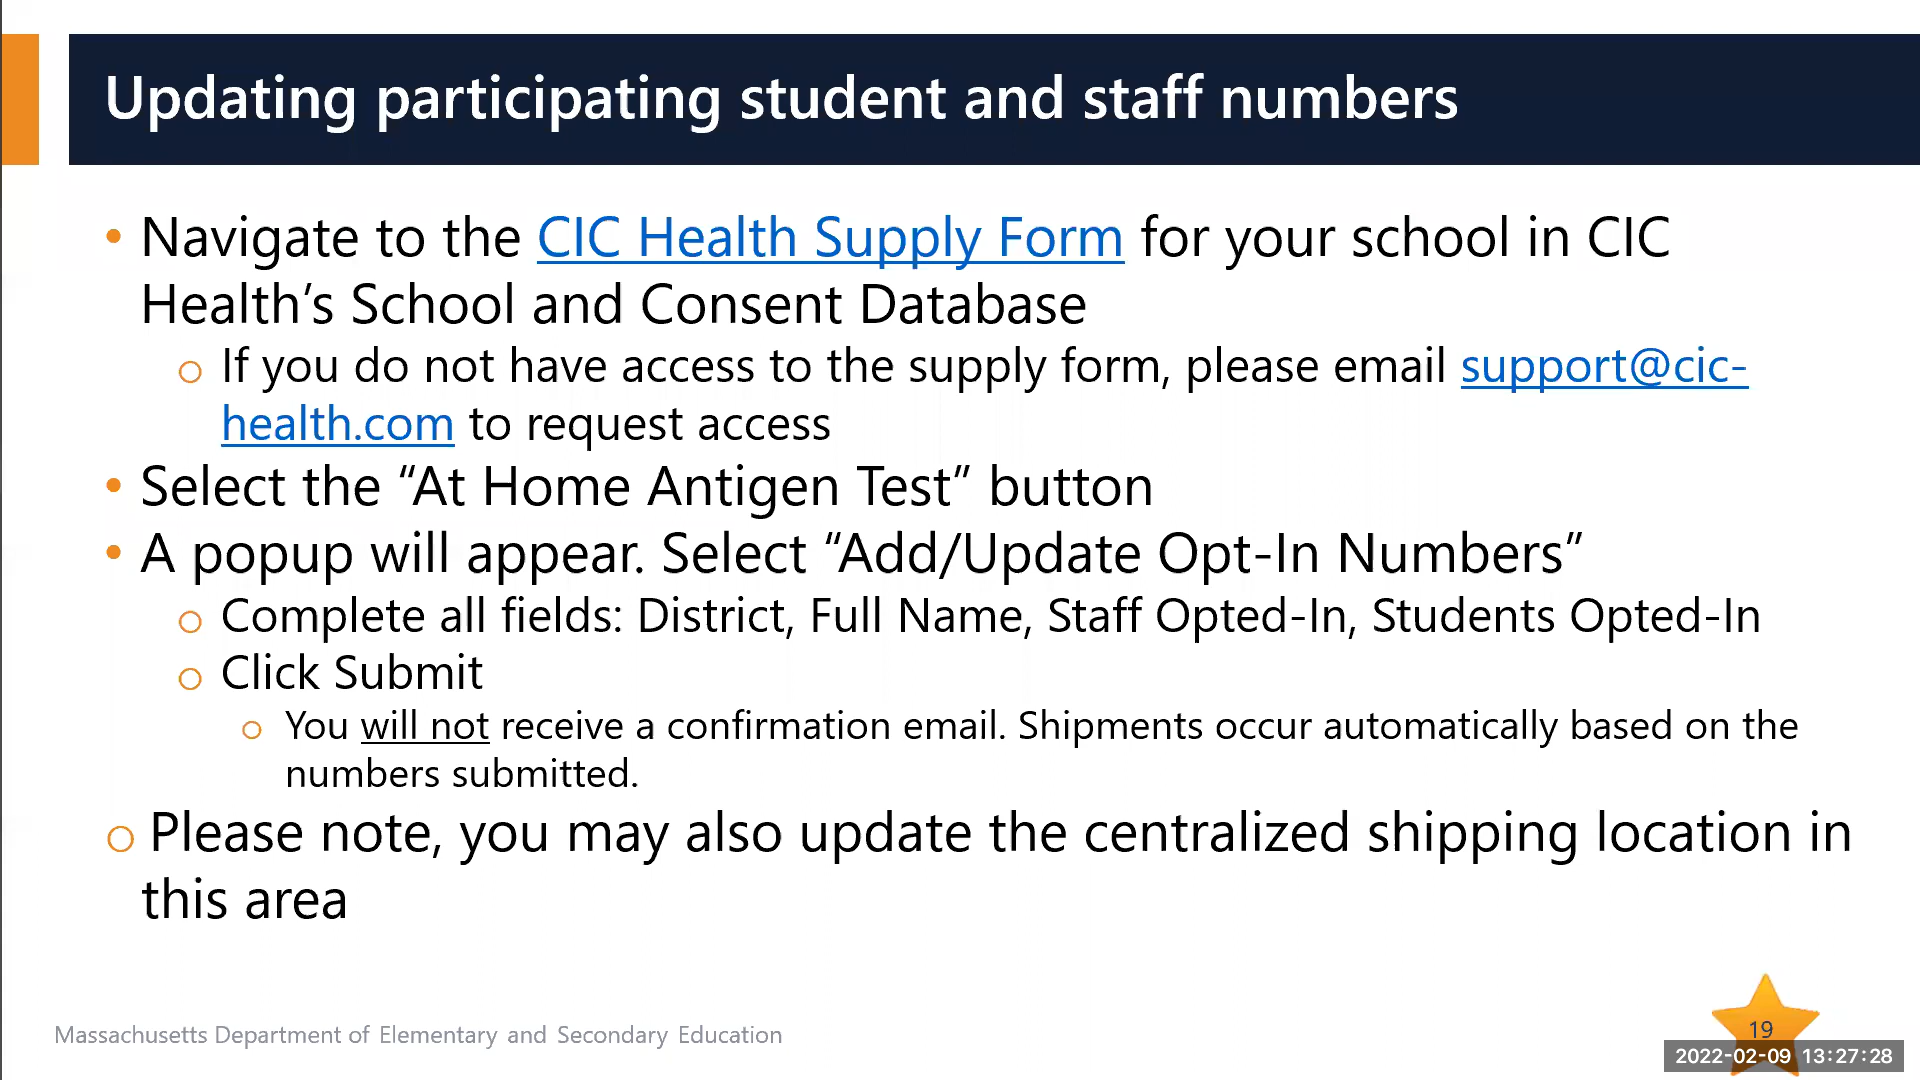 Updating participating student and staff numbers
• Navigate to the CIC Health Supply Form for your school in CIC
Health’s School and Consent Database
o If you do not have access to the supply form, please email support@cic-
health.com to request access
• Select the “At Home Antigen Test” button
• A popup will appear. Select “Add/Update Opt-In Numbers”
o Complete all fields: District, Full Name, Staff Opted-In, Students Opted-In
o Click Submit
o You will not receive a confirmation email. Shipments occur automatically based on the
numbers submitted.
o Please note, you may also update the centralized shipping location in
this area
Massachusetts Department of Elementary and Secondary Education
19
2022-02-09 13:27:28